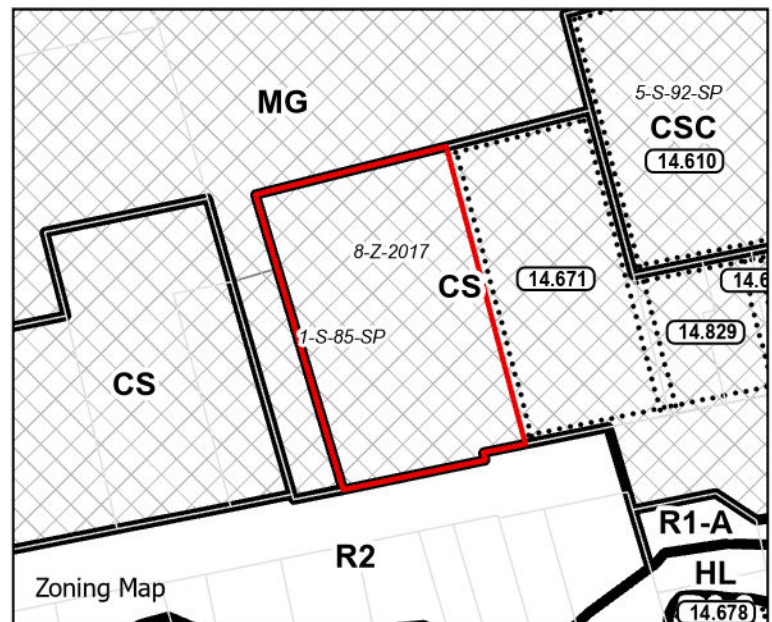 5-S-92-SP
MG
CSC
14.610
8-Z-2017
CS
14.671
1-S-85-SP
14.829
CS
R1-A
R2
HL
Zoning Map
14.678